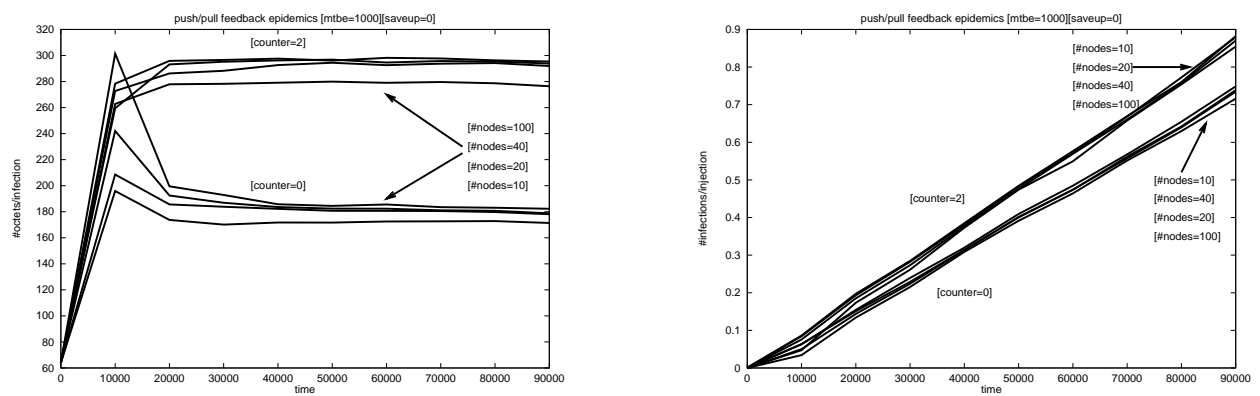 push/pull feedback epidemics [mtbe=1000][saveup=0]
320
300
280
260
240
220
200
180
160
140
120
100
80
60
#octets/infection
[counter=2]
[#nodes=100]
[#nodes=40]
[#nodes=20]
[#nodes=10]
[counter=0]
0 10000 20000 30000 40000 50000 60000 70000 80000 90000
time
push/pull feedback epidemics [mtbe=1000][saveup=0]
0.9
0.8
0.7
0.6
0.5
0.4
0.3
0.2
0.1
0
#infections/injection
[#nodes=10]
[#nodes=20]
[#nodes=40]
[#nodes=100]
[counter=2]
[#nodes=10]
[#nodes=40]
[#nodes=20]
[#nodes=100]
[counter=0]
0 10000 20000 30000 40000 50000 60000 70000 80000 90000
time